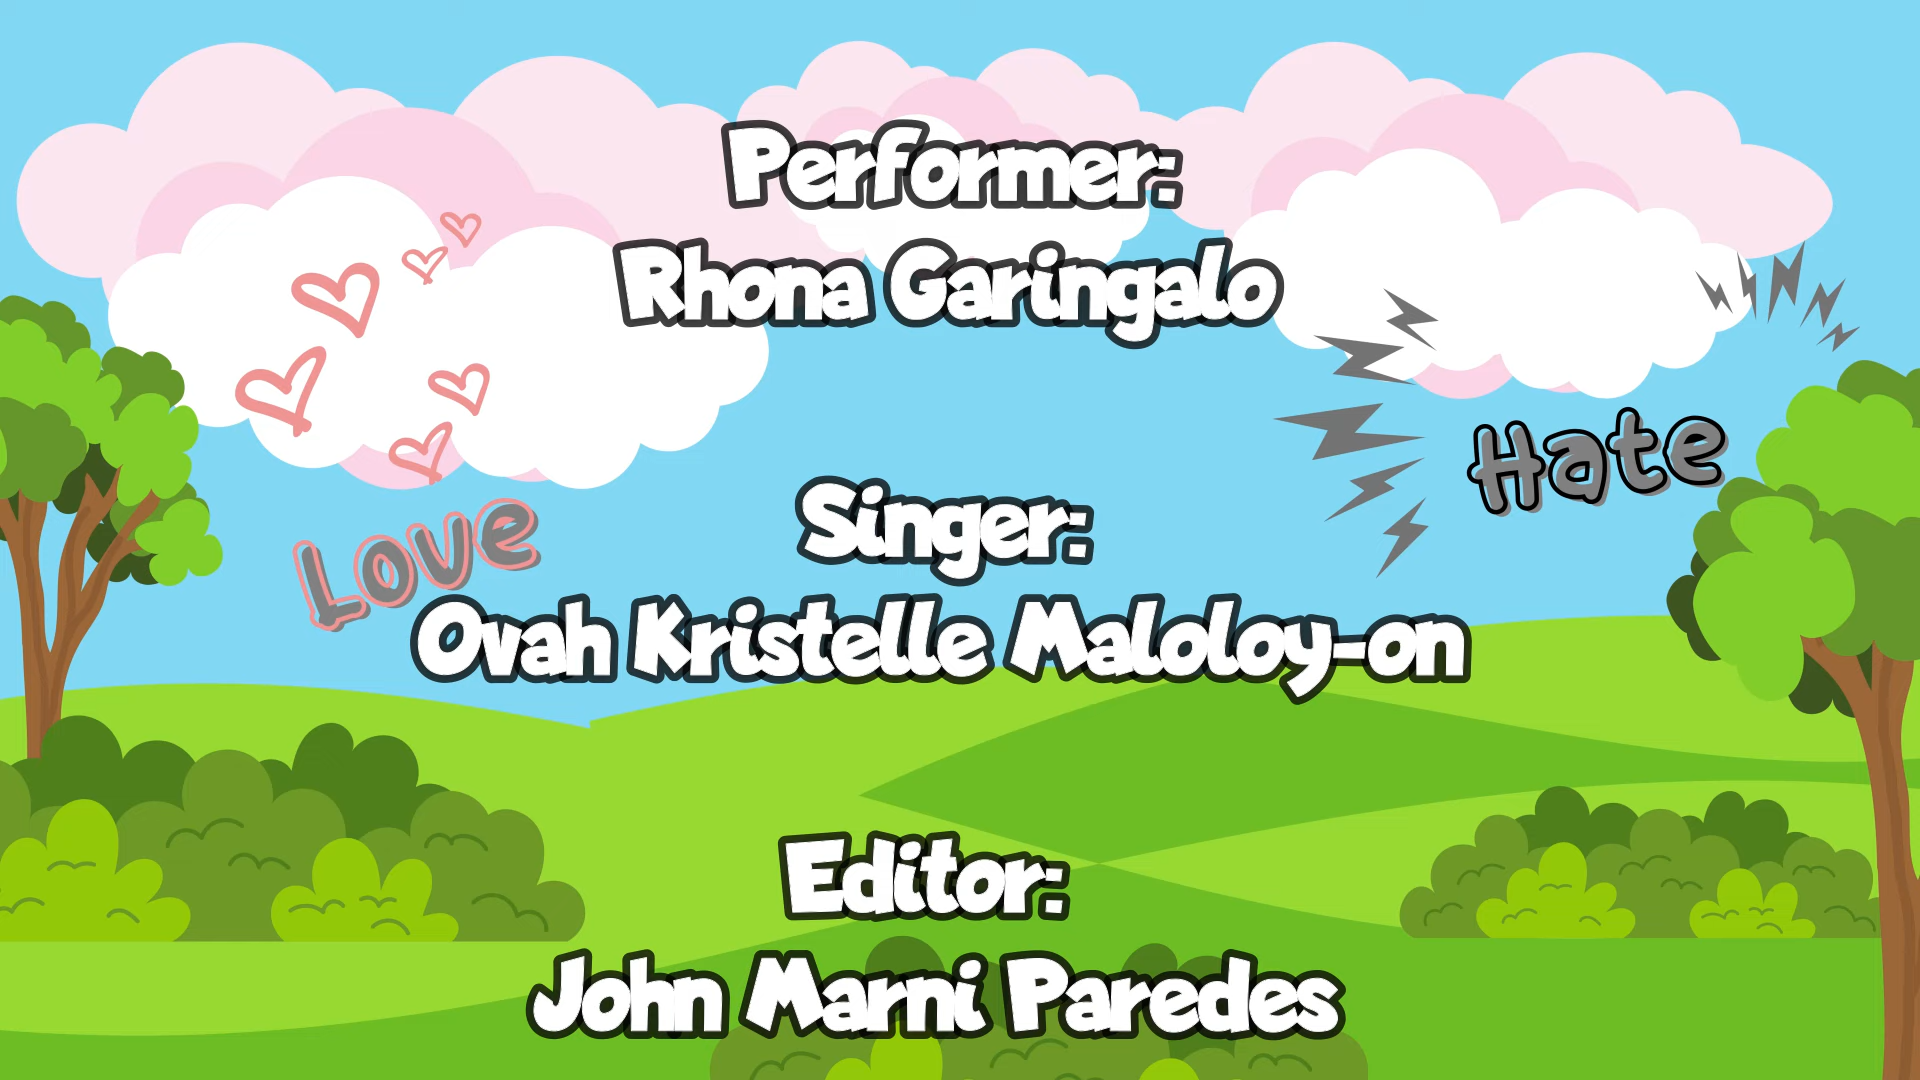 Performer:
Rhona Garingalo
Hate
Singer:
Love
Ovah Kristelle Maloloy-on
Editor:
John Marni Paredes